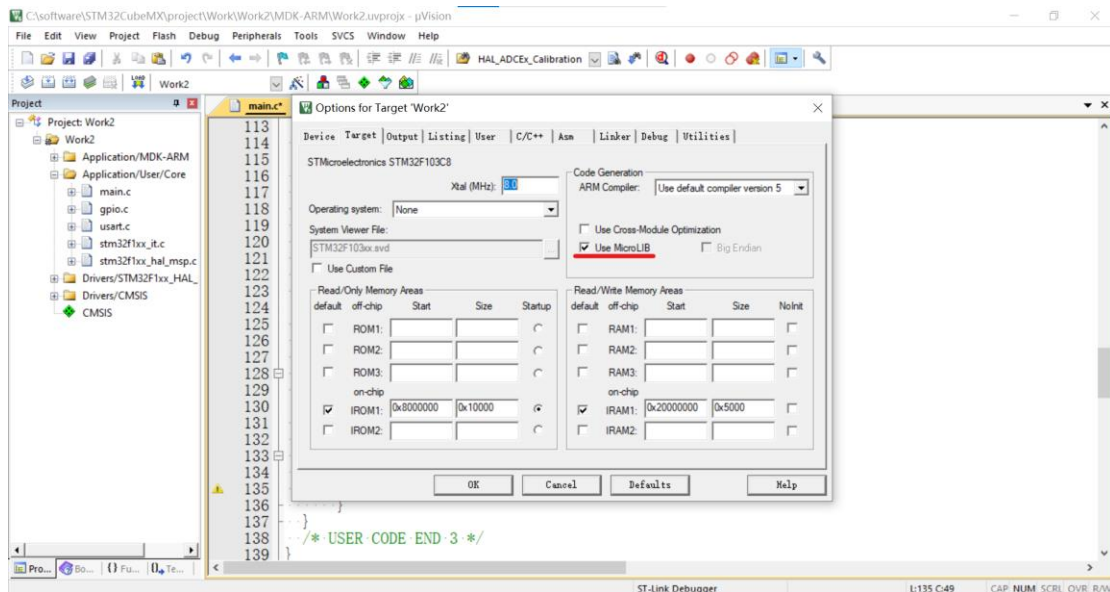 C:\software\STM32CubeMX\project\Work\Work2\MDK-ARM\Work2.uvprojx - µVision
File Edit View Project Flash Debug Peripherals Tools SVCS Window Help
HAL_ADCEx_Calibration
LOAD Work2
Project
main.c*
Project: Work2
Work2
Application/MDK-ARM
Application/User/Core
main.c
gpio.c
usart.c
stm32f1xx_it.c
stm32f1xx_hal_msp.c
Drivers/STM32F1xx_HAL_
Drivers/CMSIS
CMSIS
113
114
115
116
117
118
119
120
121
122
123
124
125
126
127
128
129
130
131
132
133
134
135
136 }
137 }
138 /* USER CODE END 3 */
139 }
Options for Target 'Work2'
Device Target Output Listing User C/C++ Asm Linker Debug Utilities
STMicroelectronics STM32F103C8
Xtal (MHz): 8.0
Operating system: None
System Viewer File:
STM32F103xx.svd ...
Use Custom File
Code Generation
ARM Compiler: Use default compiler version 5
Use Cross-Module Optimization
Use MicroLIB Big Endian
Read/Only Memory Areas
default off-chip Start Size Startup
ROM1:
ROM2:
ROM3:
on-chip
IROM1: 0x8000000 0x10000
IROM2:
Read/Write Memory Areas
default off-chip Start Size NoInit
RAM1:
RAM2:
RAM3:
on-chip
IRAM1: 0x20000000 0x5000
IRAM2:
OK Cancel Defaults Help
Pro... Bo... {} Fu... Te...
ST-Link Debugger L:135 C:49 CAP NUM SCRL OVR R/W